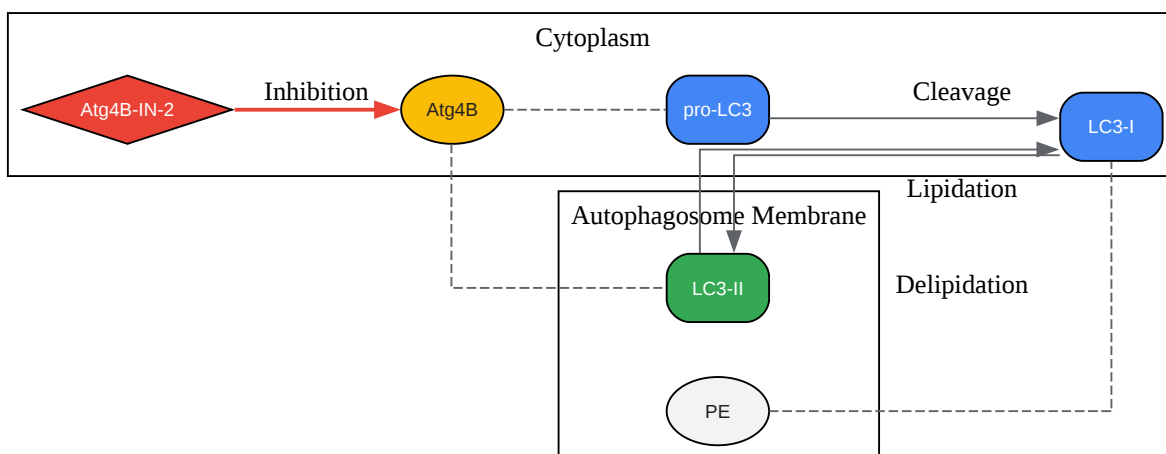 Cytoplasm
Inhibition
Cleavage
Atg4B-IN-2
Atg4B
pro-LC3
LC3-I
Lipidation
Autophagosome Membrane
LC3-II
Delipidation
PE